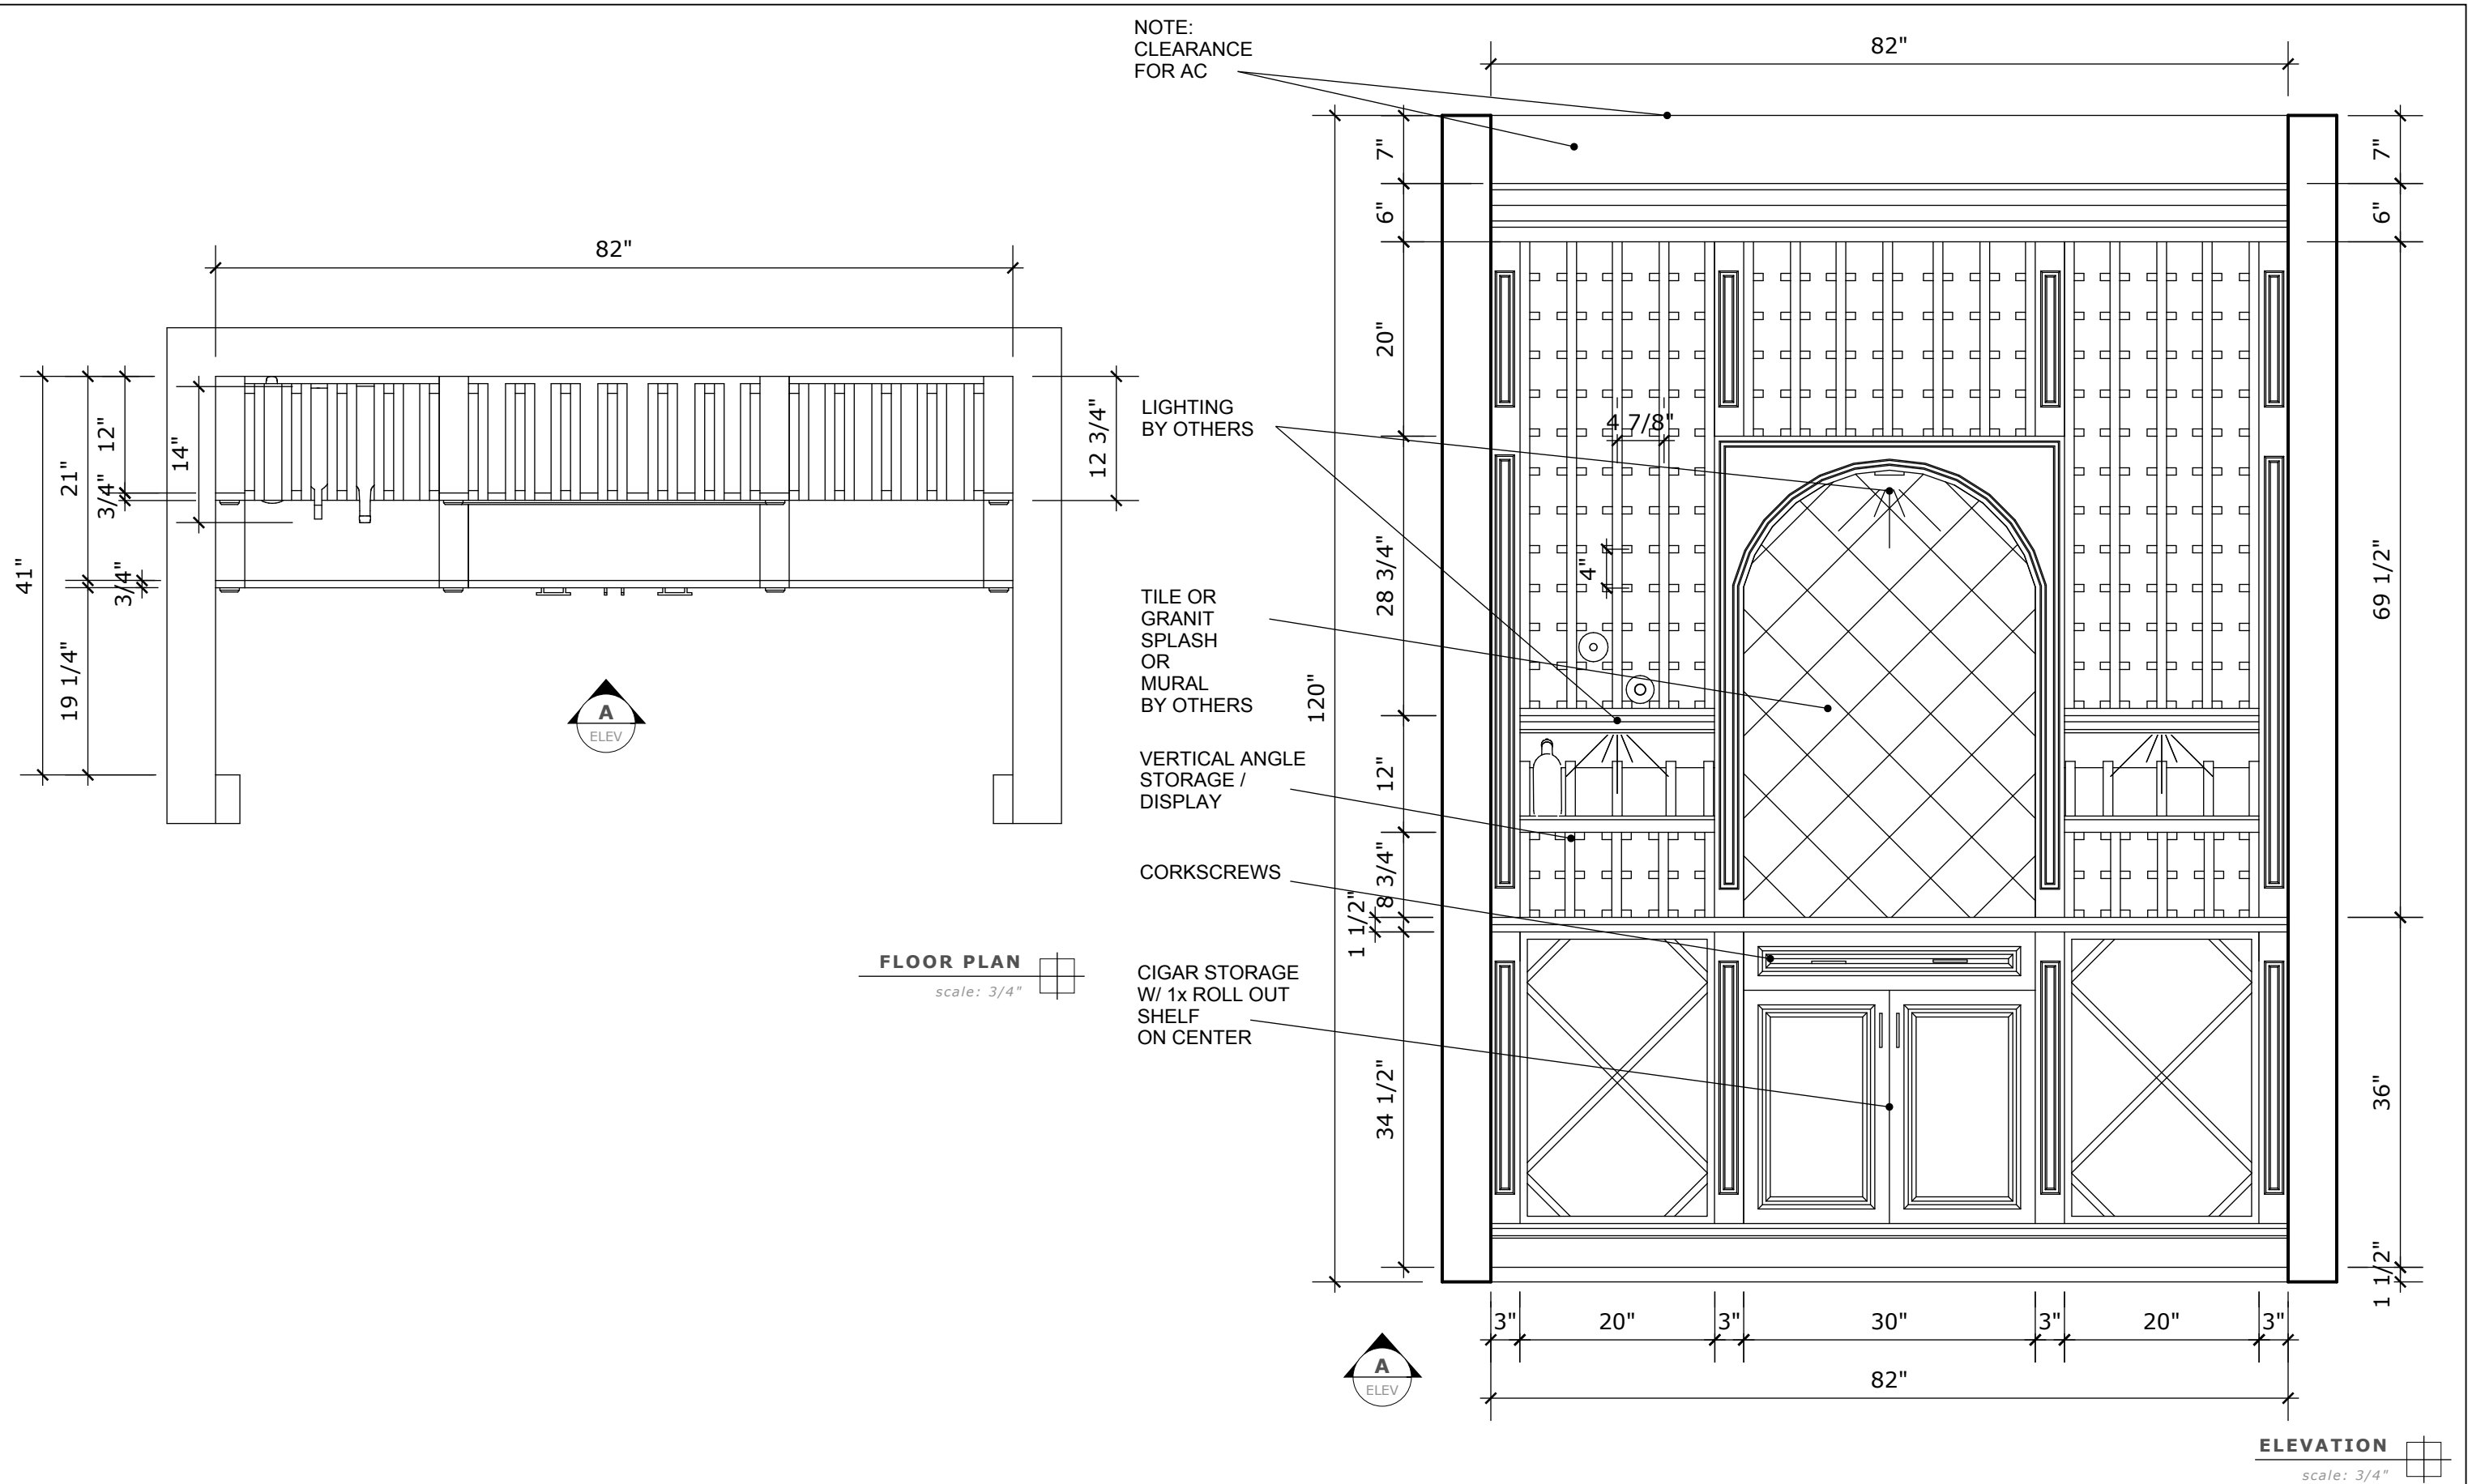 NOTE:
CLEARANCE
FOR AC
82"
82"
7"
7"
6"
6"
20"
LIGHTING
BY OTHERS
4 7/8"
12"
3/4"
21"
14"
12 3/4"
41"
3/4"
19 1/4"
28 3/4"
4"
69 1/2"
TILE OR
GRANIT
SPLASH
OR
MURAL
BY OTHERS
120"
A
ELEV
VERTICAL ANGLE
STORAGE /
DISPLAY
12"
CORKSCREWS
8 3/4"
1 1/2"
FLOOR PLAN
scale: 3/4"
CIGAR STORAGE
W/ 1x ROLL OUT
SHELF
ON CENTER
34 1/2"
36"
1 1/2"
3" 20" 3" 30" 3" 20" 3"
A
ELEV
82"
ELEVATION
scale: 3/4"